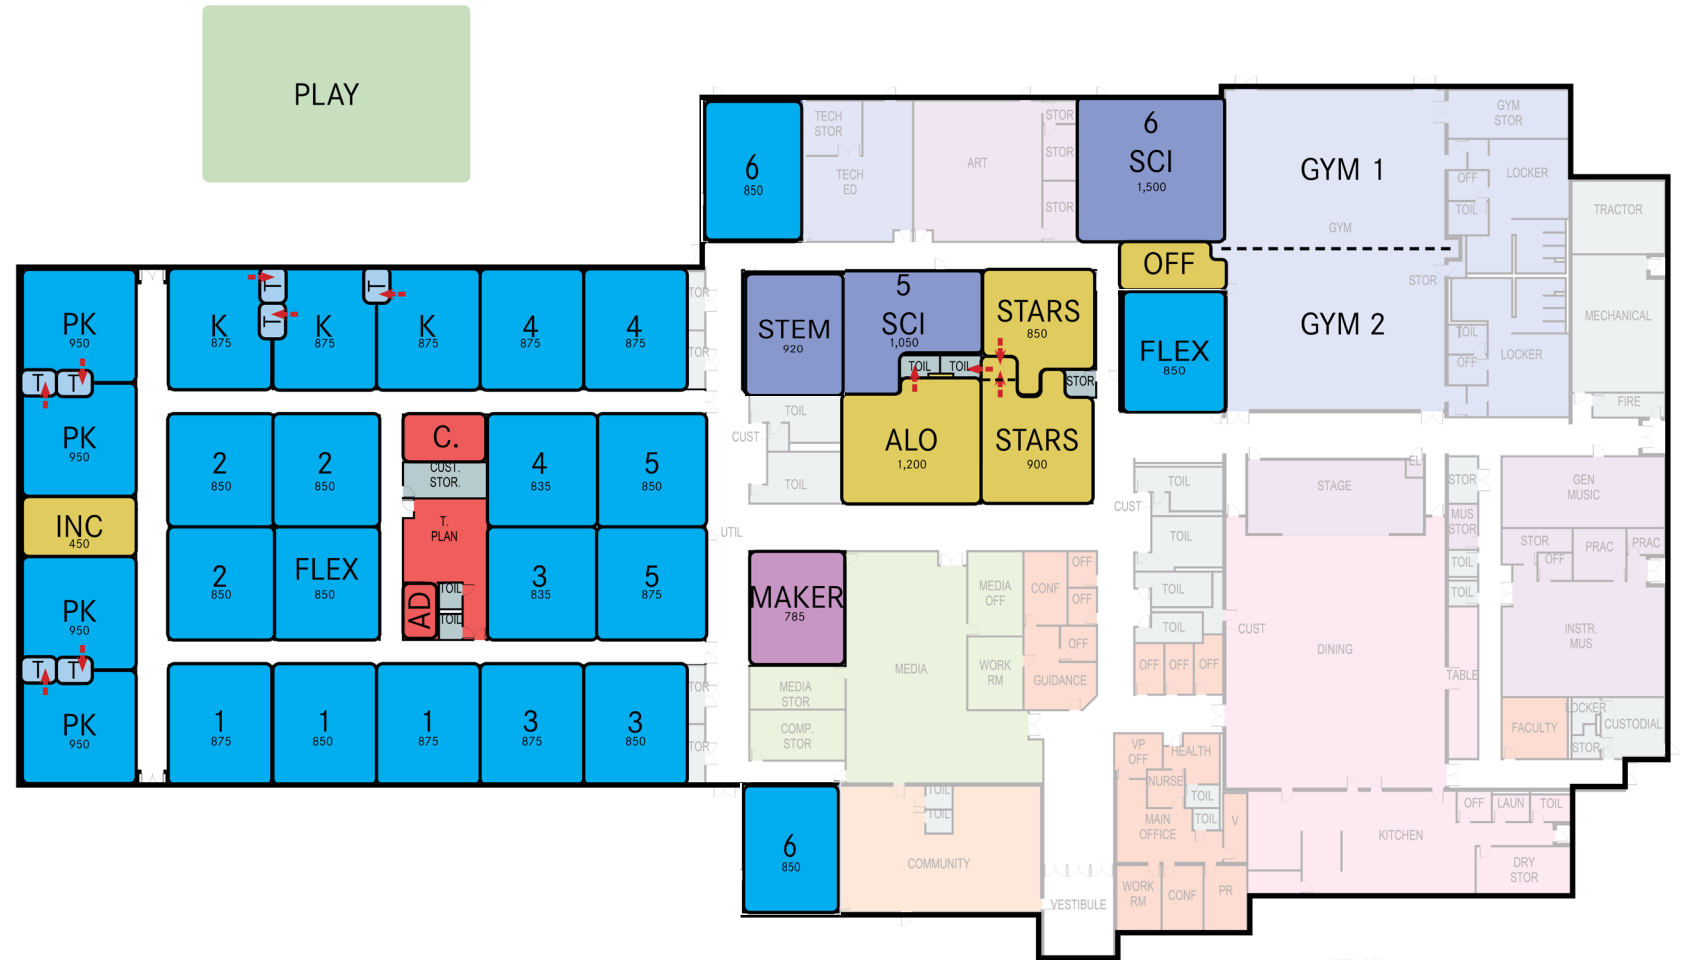 PLAY
6
850
TECH
STOR
TECH
ED
ART
STOR
STOR
STOR
6
SCI
1,500
GYM 1
GYM
GYM 2
GYM
STOR
OFF
LOCKER
TOIL
STOR
TOIL
OFF
LOCKER
TRACTOR
MECHANICAL
FIRE
OFF
FLEX
850
PK
950
T
T
PK
950
INC
450
PK
950
T
T
PK
950
K
875
T
T
K
875
T
K
875
4
875
4
875
TOR
TOR
STEM
920
5
SCI
1,050
STARS
850
TOIL
TOIL
STOR
ALO
1,200
STARS
900
TOIL
CUST
TOIL
2
850
2
850
C.
CUST.
STOR.
T.
PLAN
AD
TOIL
TOIL
4
835
5
850
2
850
FLEX
850
3
835
5
875
UTIL
1
875
1
850
1
875
3
875
3
850
TOR
TOR
MAKER
785
MEDIA
STOR
COMP.
STOR
MEDIA
MEDIA
OFF
WORK
RM
CONF
OFF
OFF
OFF
GUIDANCE
6
850
TOIL
TOIL
COMMUNITY
VESTIBULE
CUST
TOIL
TOIL
TOIL
TOIL
OFF
OFF
OFF
VP
OFF
HEALTH
NURSE
TOIL
TOIL
MAIN
OFFICE
V
WORK
RM
CONF
PR
STAGE
EL
CUST
DINING
STOR
MUS
STOR
TOIL
TOIL
TABLE
GEN
MUSIC
STOR
OFF
PRAC
PRAC
INSTR.
MUS
FACULTY
LOCKER
STOR
CUSTODIAL
KITCHEN
OFF
LAUN
TOIL
DRY
STOR